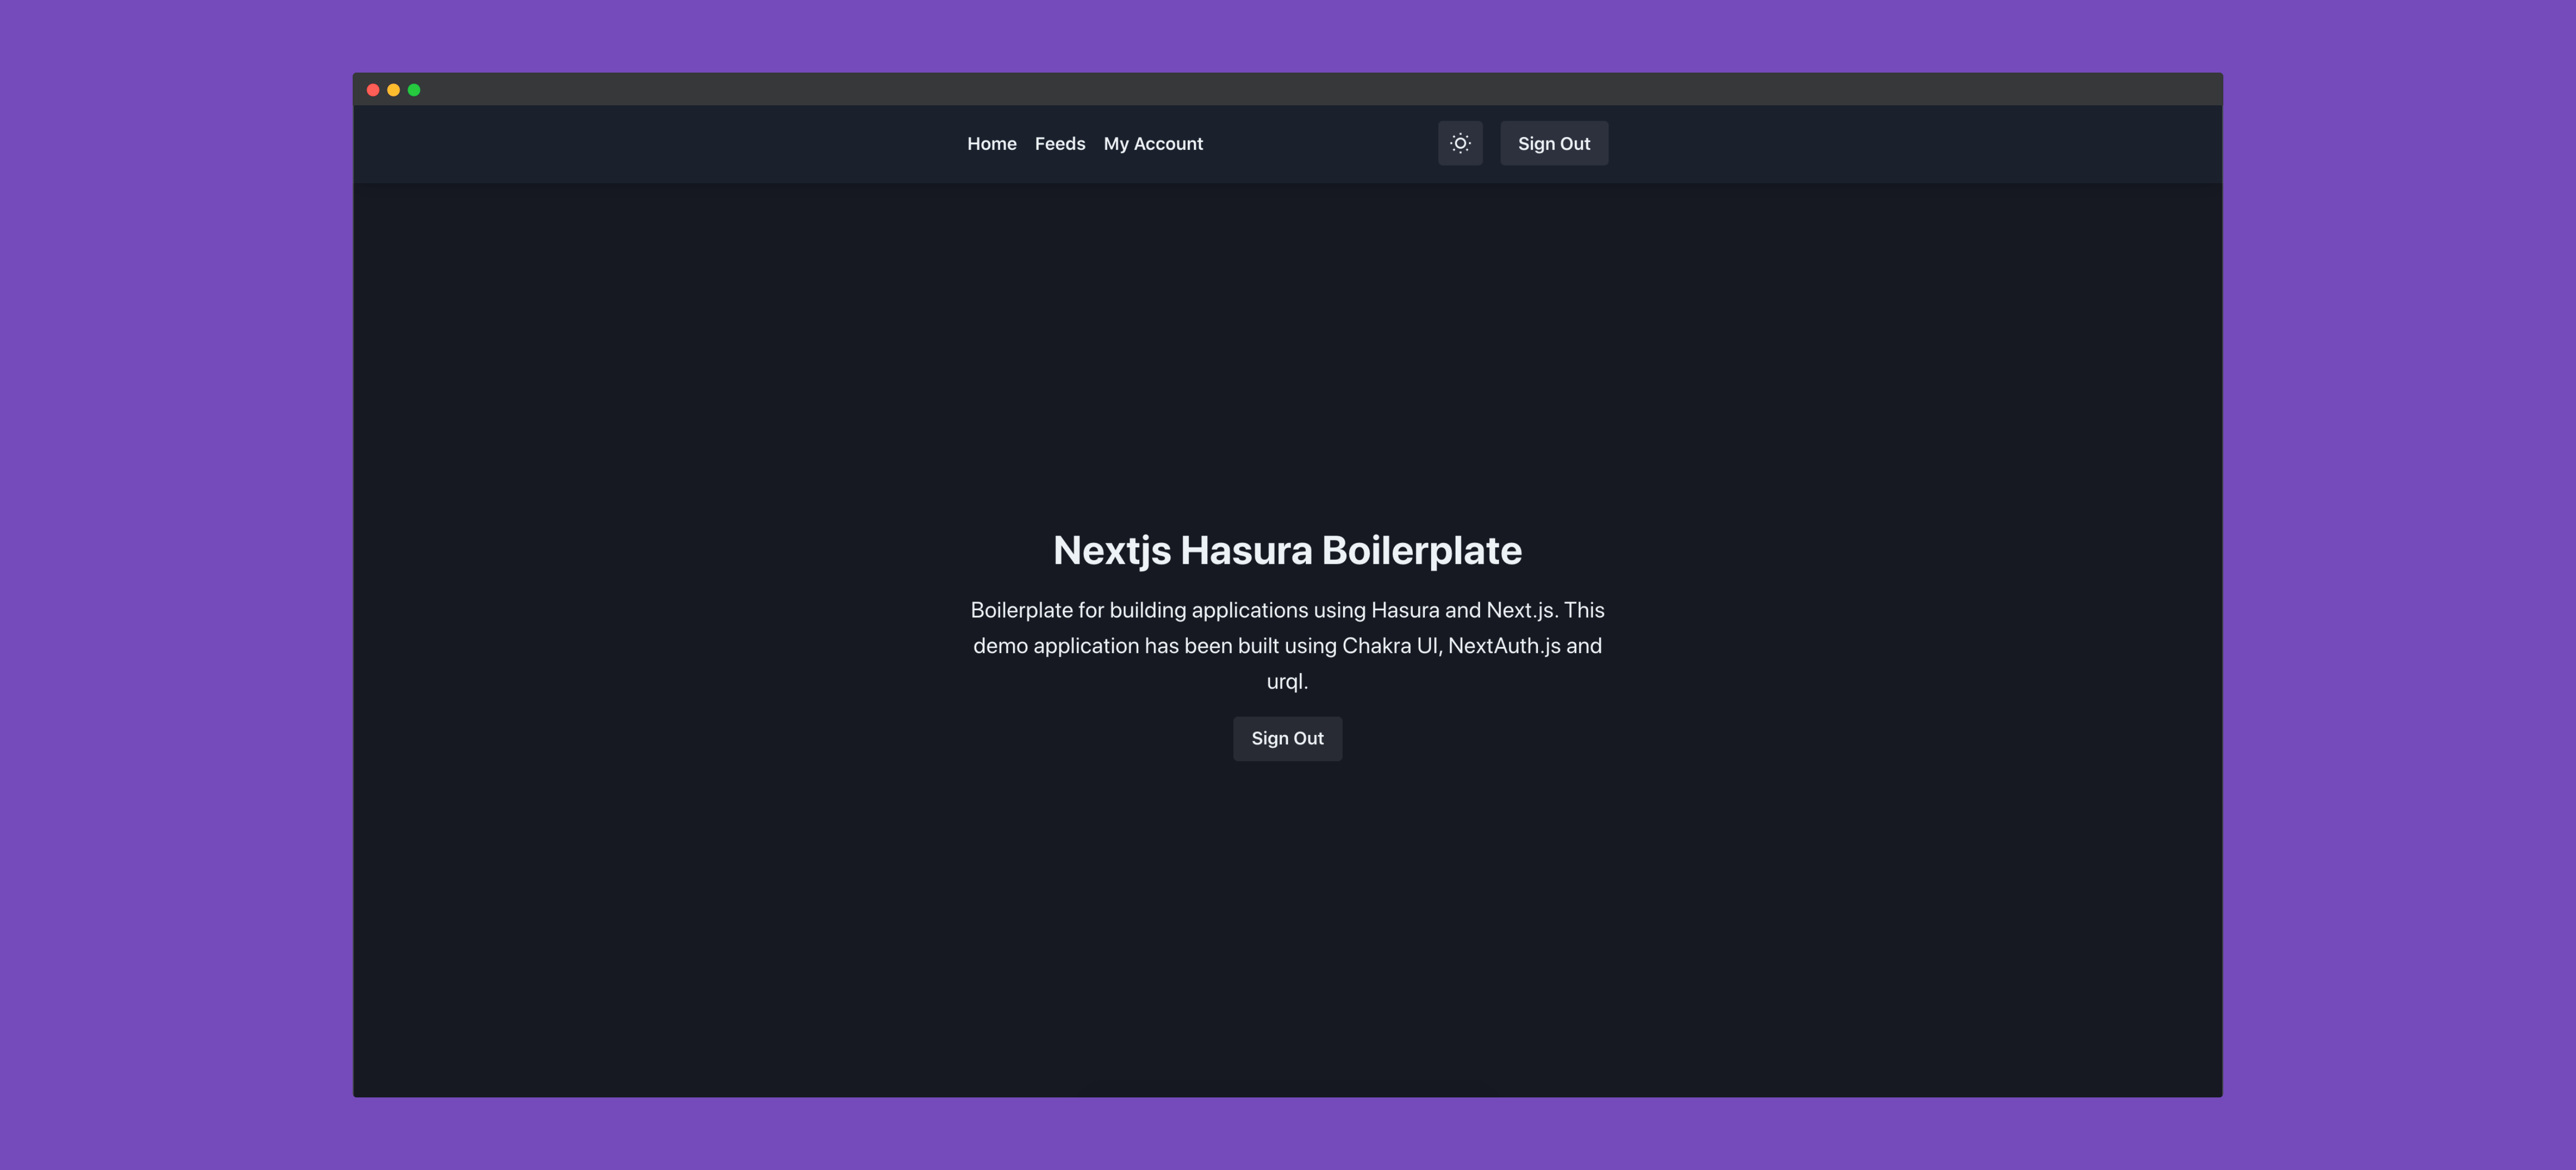 Home Feeds My Account Sign Out
Nextjs Hasura Boilerplate
Boilerplate for building applications using Hasura and Next.js. This
demo application has been built using Chakra UI, NextAuth.js and
urql.
Sign Out